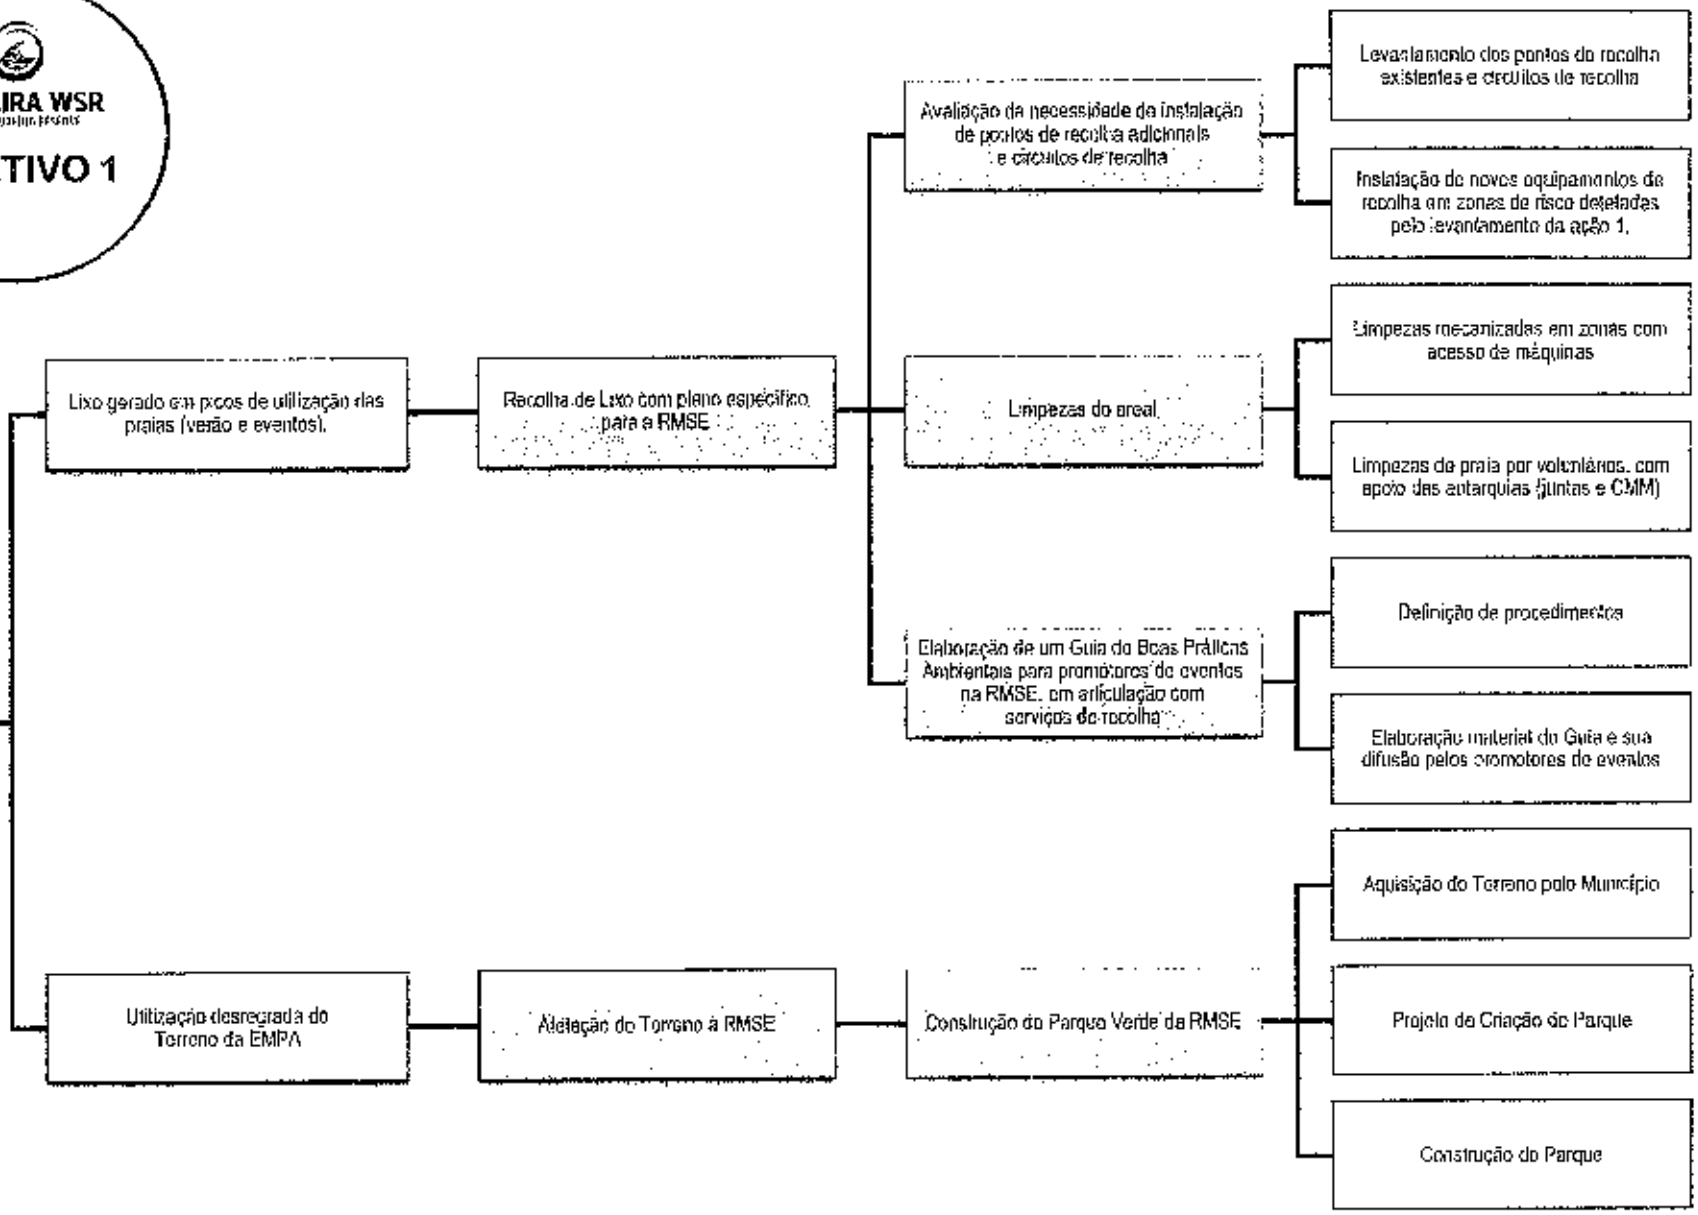 IRA WSR
TIVO 1
Levantamento dos pontos de recolha
existentes e circuitos de recolha
Avaliação da necessidade de instalação
de pontos de recolha adicionais
e circuitos de recolha
Instalação de novos equipamentos de
recolha em zonas de risco detetadas
pelo levantamento da ação 1.
Limpezas mecanizadas em zonas com
acesso de máquinas
Lixo gerado em picos de utilização das
praias (verão e eventos).
Recolha de Lixo com plano específico
para a RMSE
Limpezas do areal
Limpezas de praia por voluntários, com
apoio das autarquias (juntas e CMM)
Definição de procedimentos
Elaboração de um Guia de Boas Práticas
Ambientais para promotores de eventos
na RMSE, em articulação com
serviços de recolha
Elaboração material do Guia e sua
difusão pelos promotores de eventos
Aquisição do Terreno pelo Município
Utilização desregrada do
Terreno da EMPA
Afetação do Terreno à RMSE
Construção do Parque Verde da RMSE
Projeto de Criação do Parque
Construção do Parque